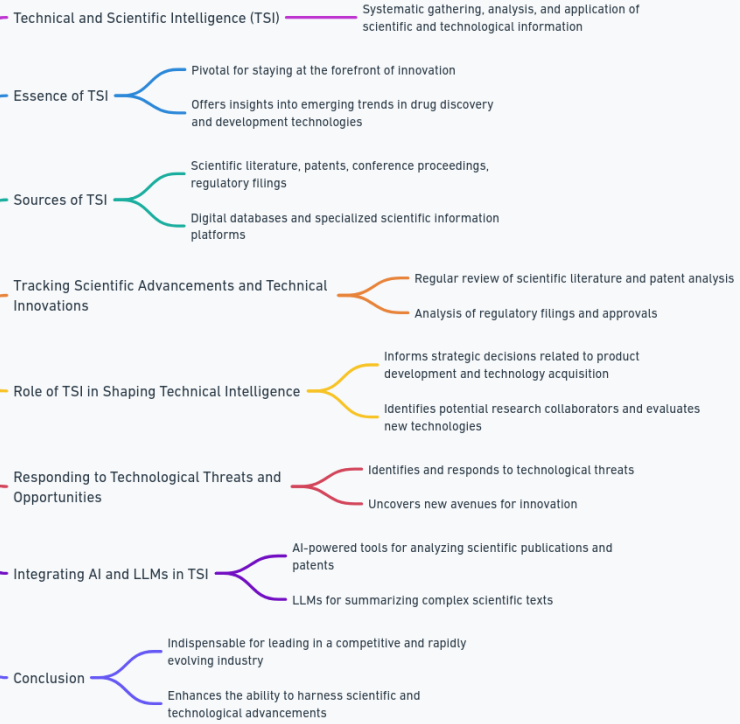 Technical and Scientific Intelligence (TSI)
Systematic gathering, analysis, and application of
scientific and technological information
Essence of TSI
Pivotal for staying at the forefront of innovation
Offers insights into emerging trends in drug discovery
and development technologies
Sources of TSI
Scientific literature, patents, conference proceedings,
regulatory filings
Digital databases and specialized scientific information
platforms
Tracking Scientific Advancements and Technical
Innovations
Regular review of scientific literature and patent analysis
Analysis of regulatory filings and approvals
Role of TSI in Shaping Technical Intelligence
Informs strategic decisions related to product
development and technology acquisition
Identifies potential research collaborators and evaluates
new technologies
Responding to Technological Threats and
Opportunities
Identifies and responds to technological threats
Uncovers new avenues for innovation
Integrating AI and LLMs in TSI
AI-powered tools for analyzing scientific publications and
patents
LLMs for summarizing complex scientific texts
Conclusion
Indispensable for leading in a competitive and rapidly
evolving industry
Enhances the ability to harness scientific and
technological advancements